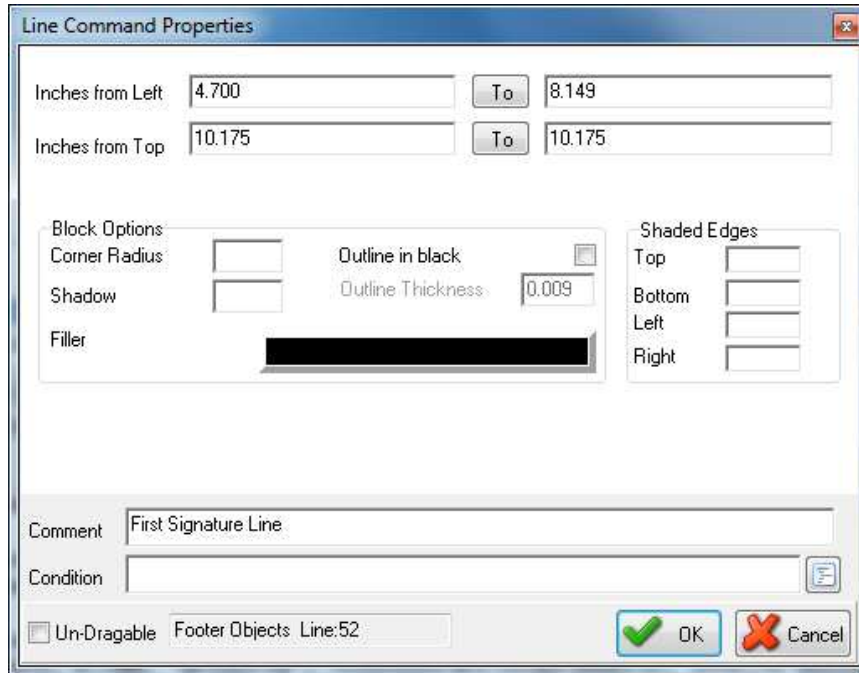 Line Command Properties
Inches from Left 4.700 To 8.149
Inches from Top 10.175 To 10.175
Block Options
Corner Radius Outline in black
Shadow Outline Thickness 0.009
Filler
Shaded Edges
Top
Bottom
Left
Right
Comment First Signature Line
Condition
Un-Dragable Footer Objects Line:52 OK Cancel